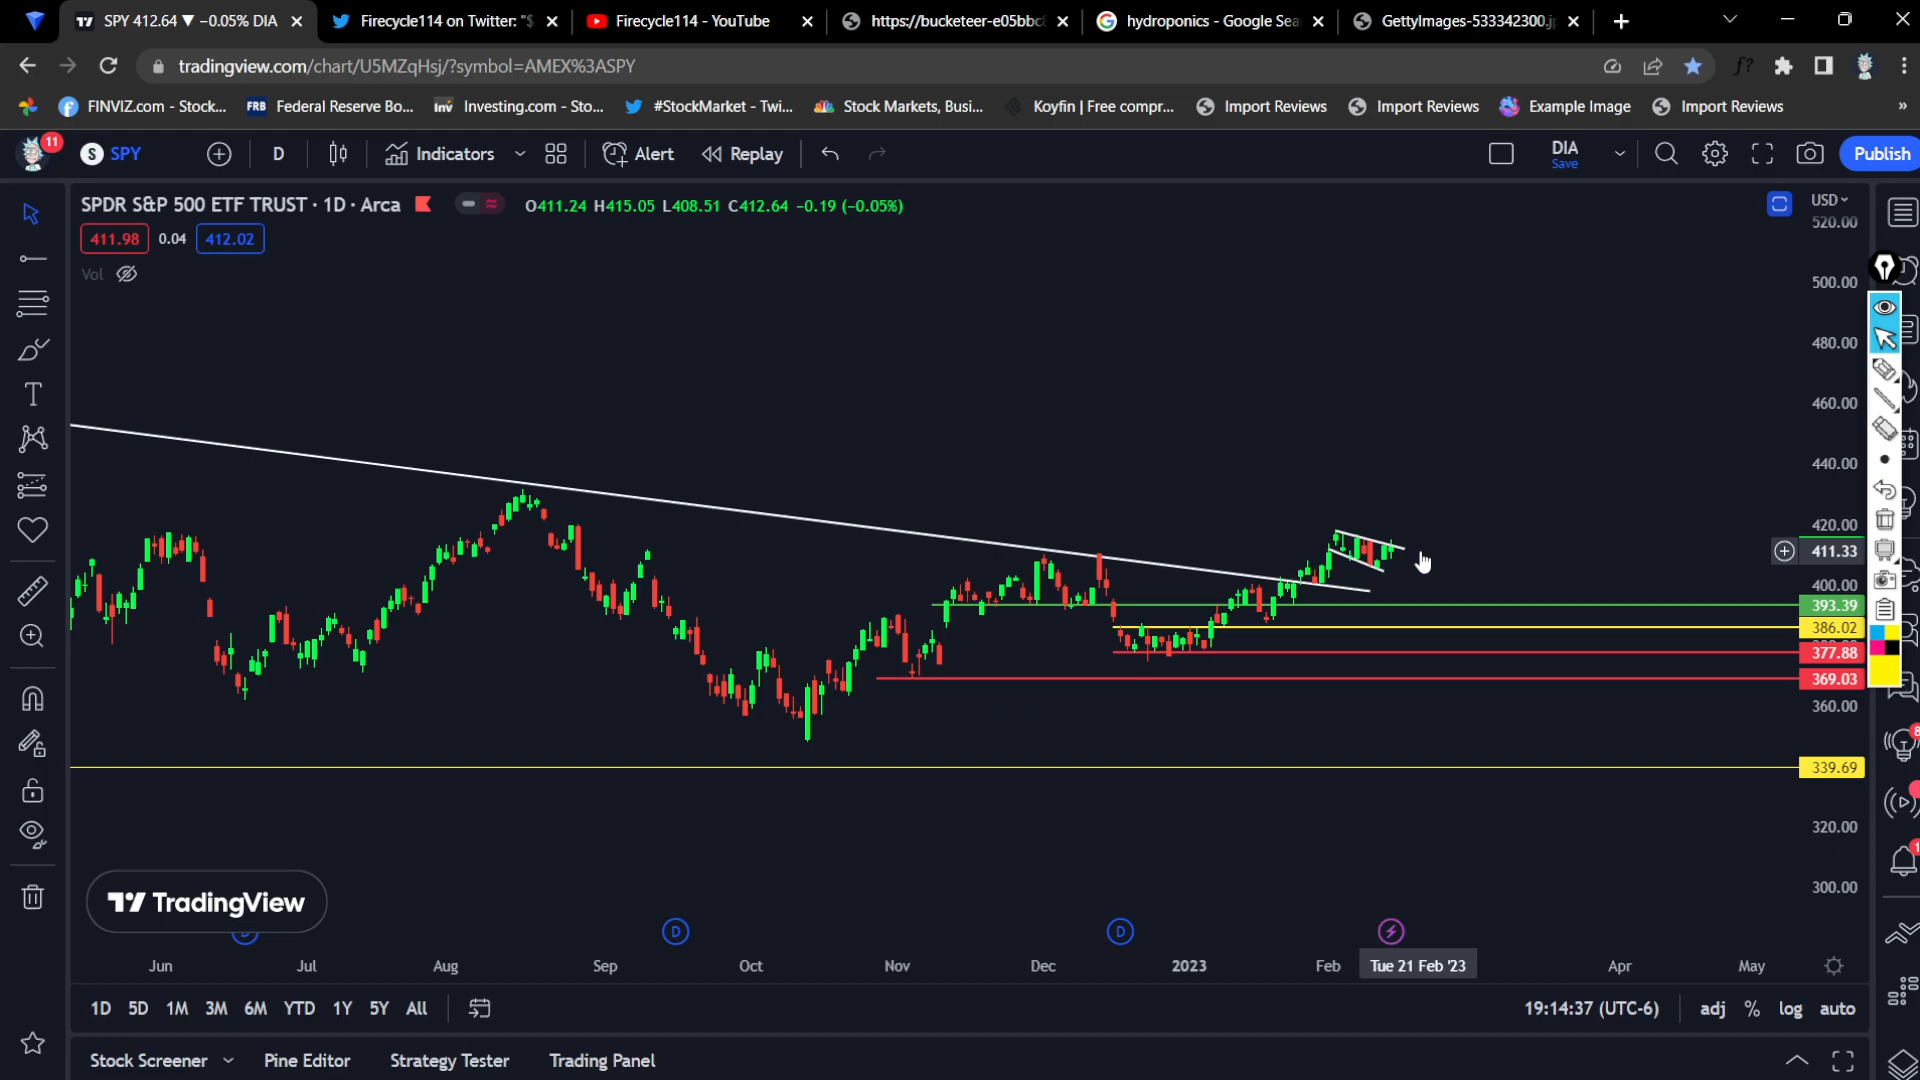 SPY 412.64 ▼ −0.05% DIA
Firecycle114 on Twitter: "$
Firecycle114 - YouTube
https://bucketeer-e05bbc
hydroponics - Google Sea
GettyImages-533342300.j
tradingview.com/chart/U5MZqHsj/?symbol=AMEX%3ASPY
f?
FINVIZ.com - Stock...
FRB Federal Reserve Bo...
Inv Investing.com - Sto...
#StockMarket - Twi...
Stock Markets, Busi...
Koyfin | Free compr...
Import Reviews
Import Reviews
Example Image
Import Reviews
»
11
S SPY
D
Indicators
Alert
Replay
DIA
Save
Publish
SPDR S&P 500 ETF TRUST · 1D · Arca
O411.24 H415.05 L408.51 C412.64 −0.19 (−0.05%)
USD
411.98 0.04 412.02
Vol
520.00
500.00
480.00
460.00
440.00
420.00
411.33
400.00
393.39
386.02
377.88
369.03
360.00
339.69
320.00
300.00
TradingView
D
D
D
Jun
Jul
Aug
Sep
Oct
Nov
Dec
2023
Feb
Tue 21 Feb '23
Apr
May
1D 5D 1M 3M 6M YTD 1Y 5Y All
19:14:37 (UTC-6)
adj % log auto
Stock Screener
Pine Editor
Strategy Tester
Trading Panel